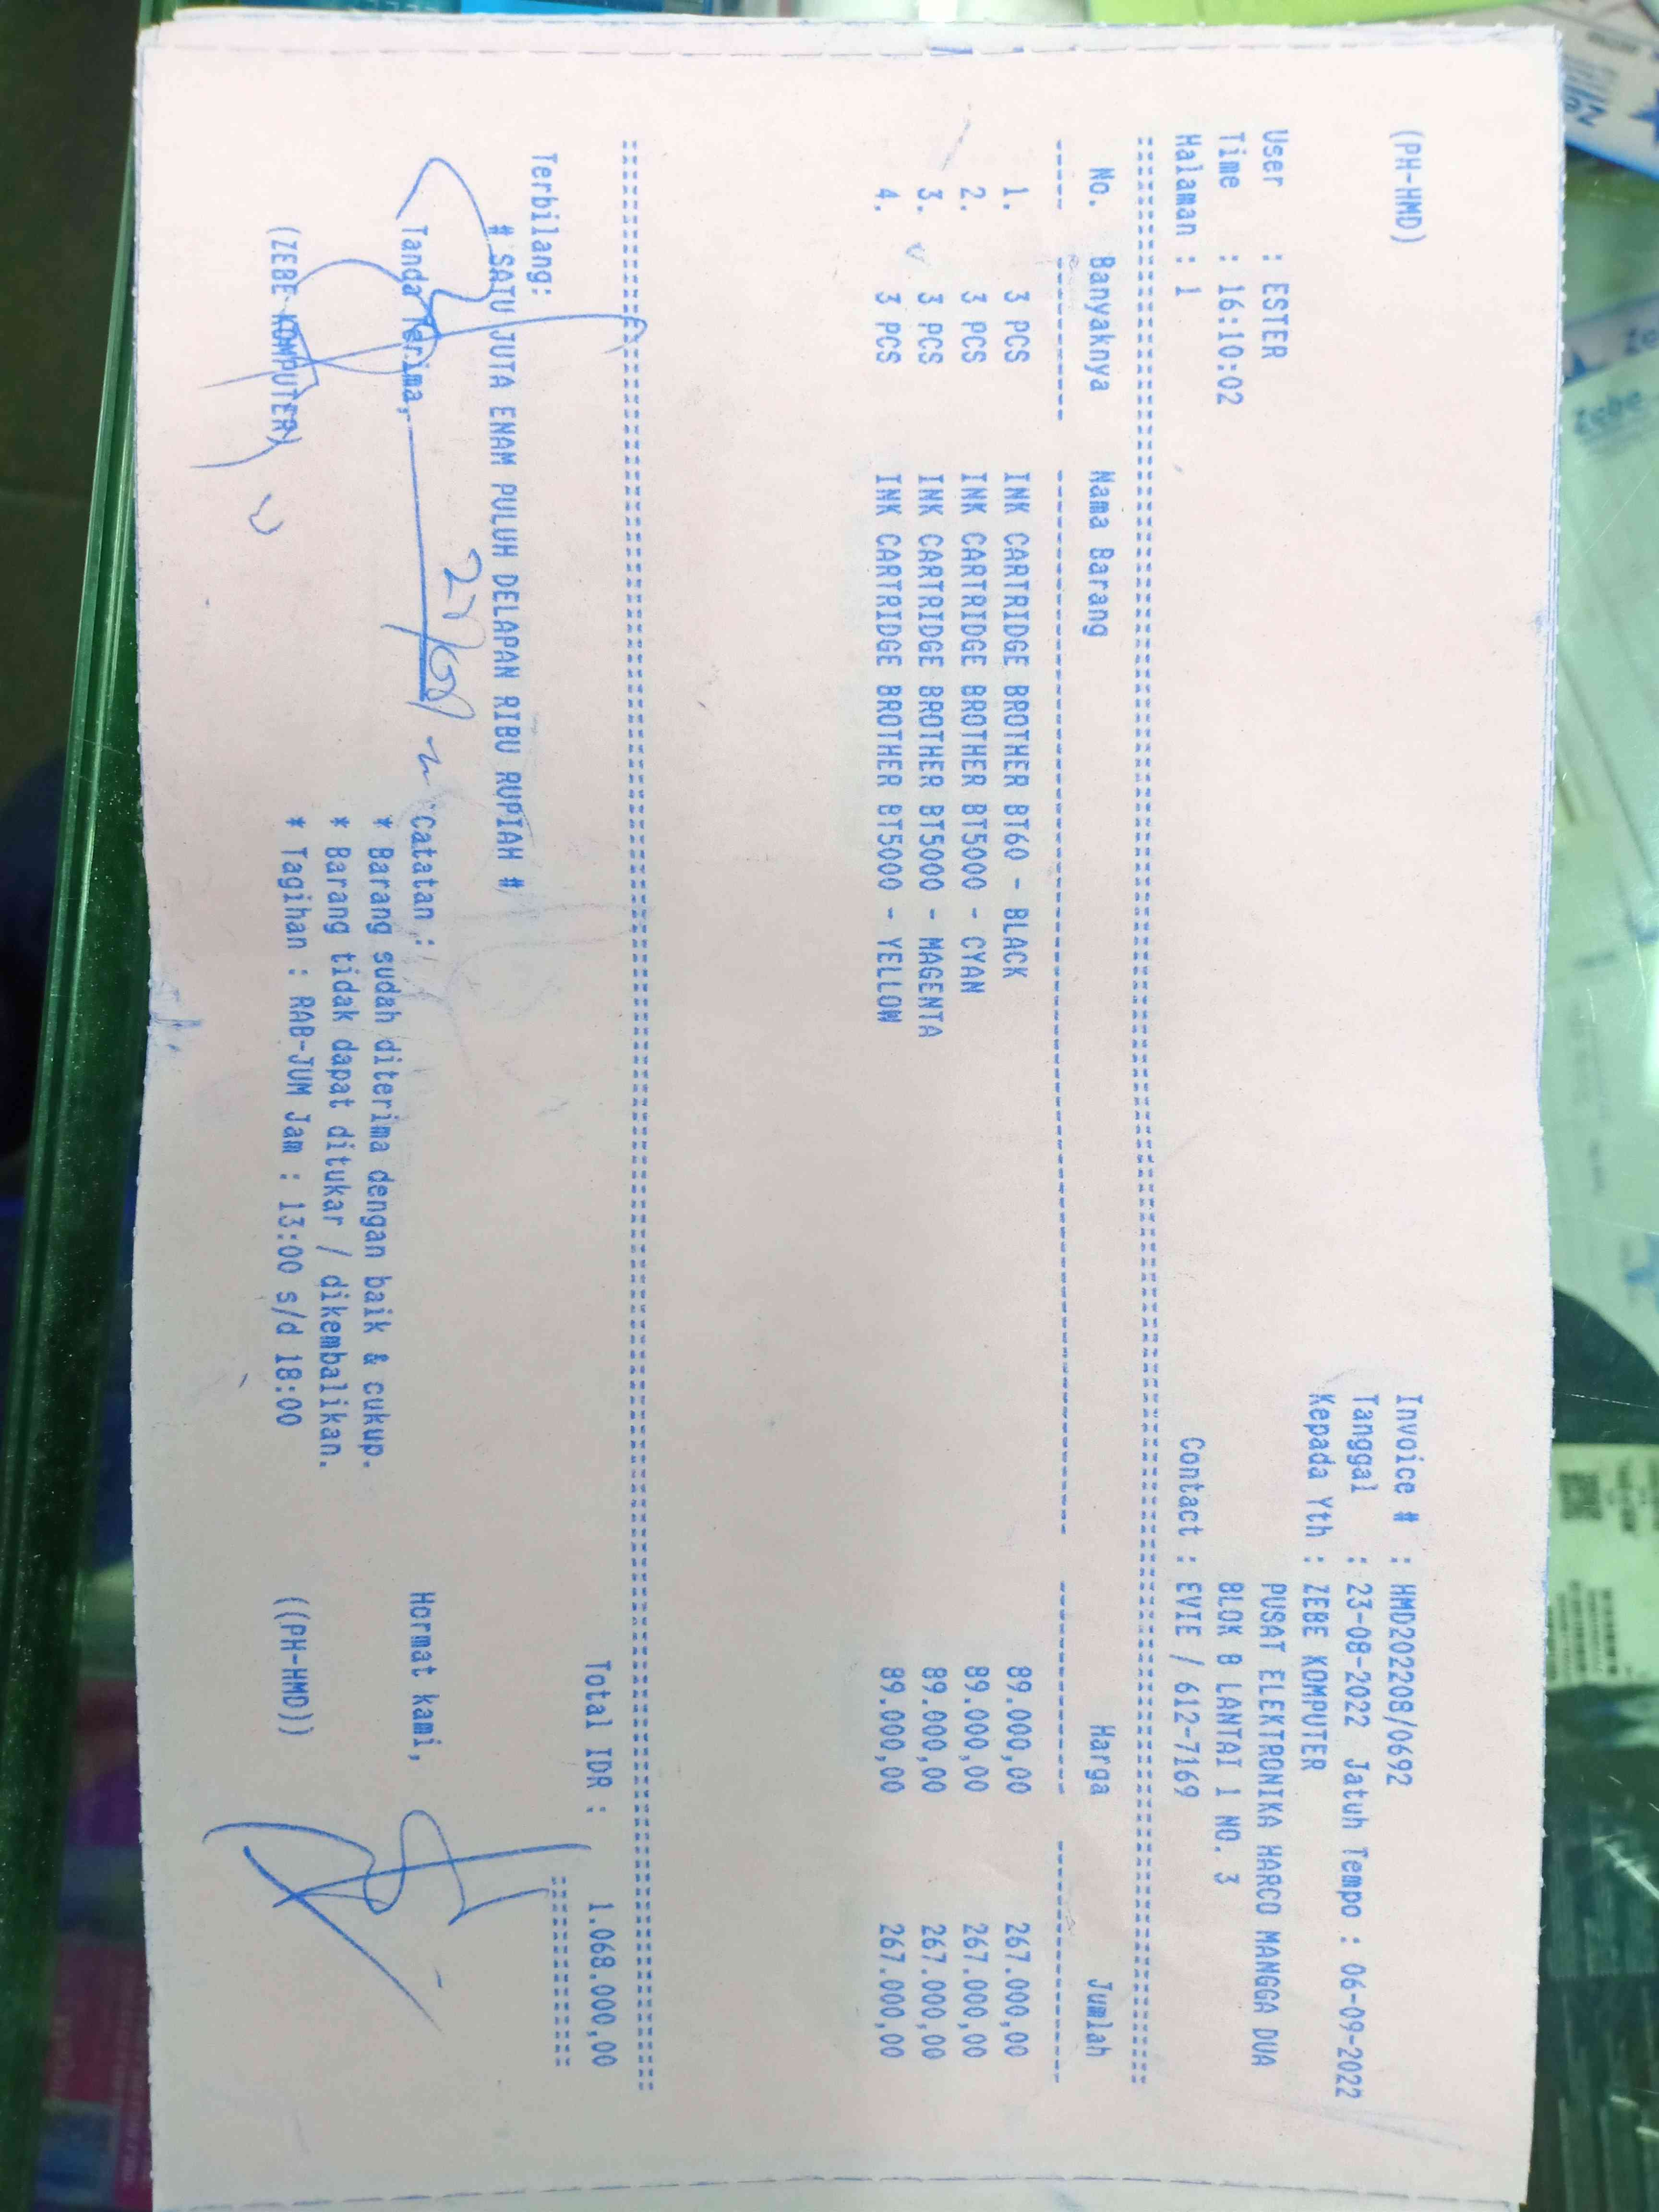 (PH-HMD)
Invoice # : HMD202208/0692
Tanggal : 23-08-2022 Jatuh Tempo : 06-09-2022
User : ESTER
Kepada Yth : ZEBE KOMPUTER
Time : 16:10:02
PUSAT ELEKTRONIKA HARCO MANGGA DUA
Halaman : 1
BLOK B LANTAI 1 NO. 3
Contact : EVIE / 612-7169
No. Banyaknya Nama Barang Harga Jumlah
1. 3 PCS INK CARTRIDGE BROTHER BT60 - BLACK 89.000,00 267.000,00
2. 3 PCS INK CARTRIDGE BROTHER BT5000 - CYAN 89.000,00 267.000,00
3. 3 PCS INK CARTRIDGE BROTHER BT5000 - MAGENTA 89.000,00 267.000,00
4. 3 PCS INK CARTRIDGE BROTHER BT5000 - YELLOW 89.000,00 267.000,00
Total IDR : 1.068.000,00
Terbilang:
# SATU JUTA ENAM PULUH DELAPAN RIBU RUPIAH #
Tanda Terima, Catatan : Hormat kami,
* Barang sudah diterima dengan baik & cukup.
* Barang tidak dapat ditukar / dikembalikan.
(ZEBE KOMPUTER) * Tagihan : RAB-JUM Jam : 13:00 s/d 18:00 ((PH-HMD))